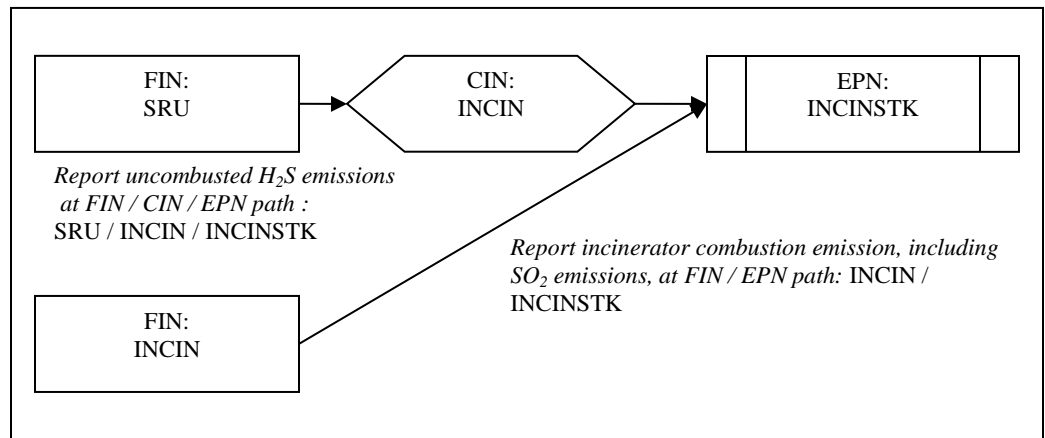 FIN:
SRU
CIN:
INCIN
EPN:
INCINSTK
Report uncombusted H₂S emissions
at FIN / CIN / EPN path :
SRU / INCIN / INCINSTK
Report incinerator combustion emission, including
SO₂ emissions, at FIN / EPN path: INCIN /
INCINSTK
FIN:
INCIN